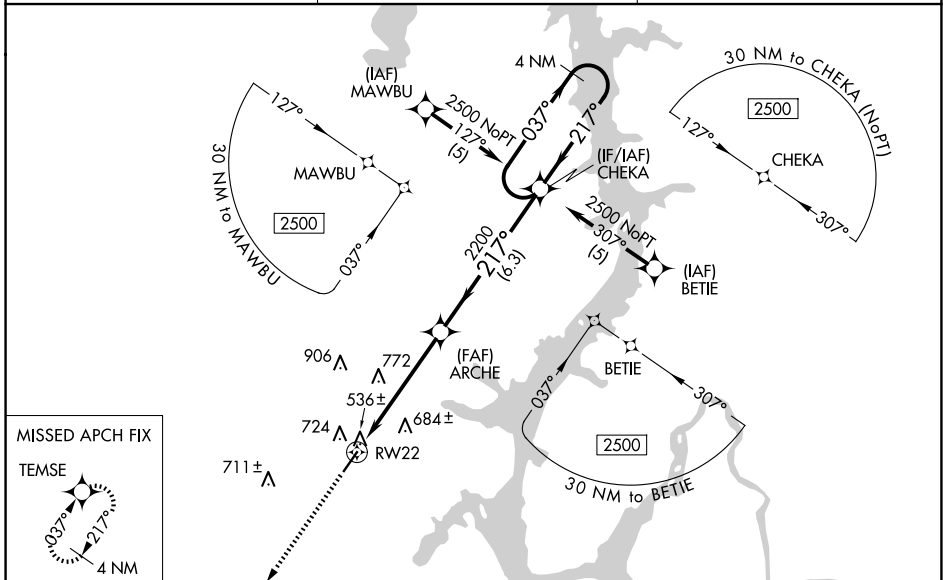 (IAF)
MAWBU
2500 NoPT
127°
(5)
4 NM
037°
217°
(IF/IAF)
CHEKA
30 NM to CHEKA (NoPT)
2500
127°
CHEKA
307°
127°
MAWBU
2500
30 NM to MAWBU
037°
2500 NoPT
307°
(5)
(IAF)
BETIE
2200
217°
(6.3)
(FAF)
ARCHE
BETIE
037°
307°
2500
30 NM to BETIE
906
772
536±
724
684±
RW22
711±
MISSED APCH FIX
TEMSE
037°
217°
4 NM